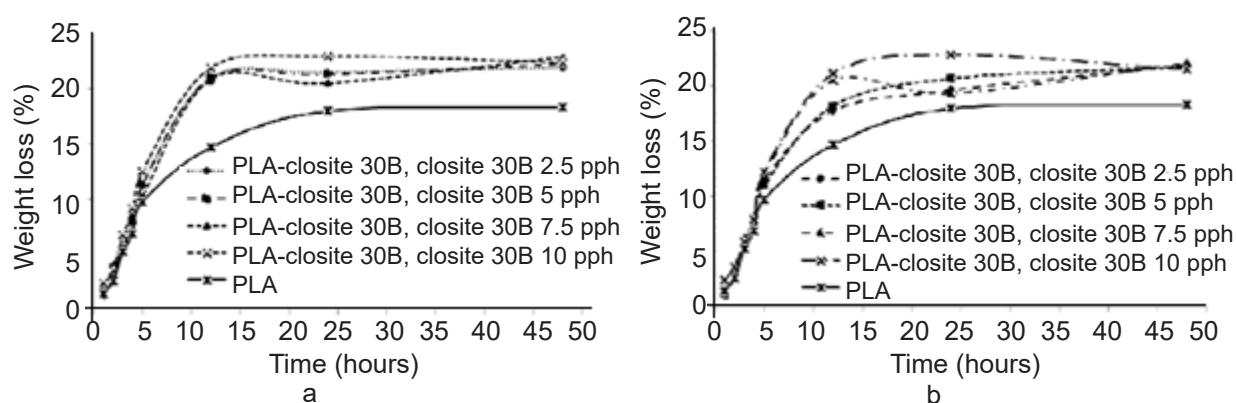 Weight loss (%)
25
20
15
10
5
0
PLA-closite 30B, closite 30B 2.5 pph
PLA-closite 30B, closite 30B 5 pph
PLA-closite 30B, closite 30B 7.5 pph
PLA-closite 30B, closite 30B 10 pph
PLA
0 5 10 15 20 25 30 35 40 45 50
Time (hours)
a
Weight loss (%)
25
20
15
10
5
0
PLA-closite 30B, closite 30B 2.5 pph
PLA-closite 30B, closite 30B 5 pph
PLA-closite 30B, closite 30B 7.5 pph
PLA-closite 30B, closite 30B 10 pph
PLA
0 5 10 15 20 25 30 35 40 45 50
Time (hours)
b